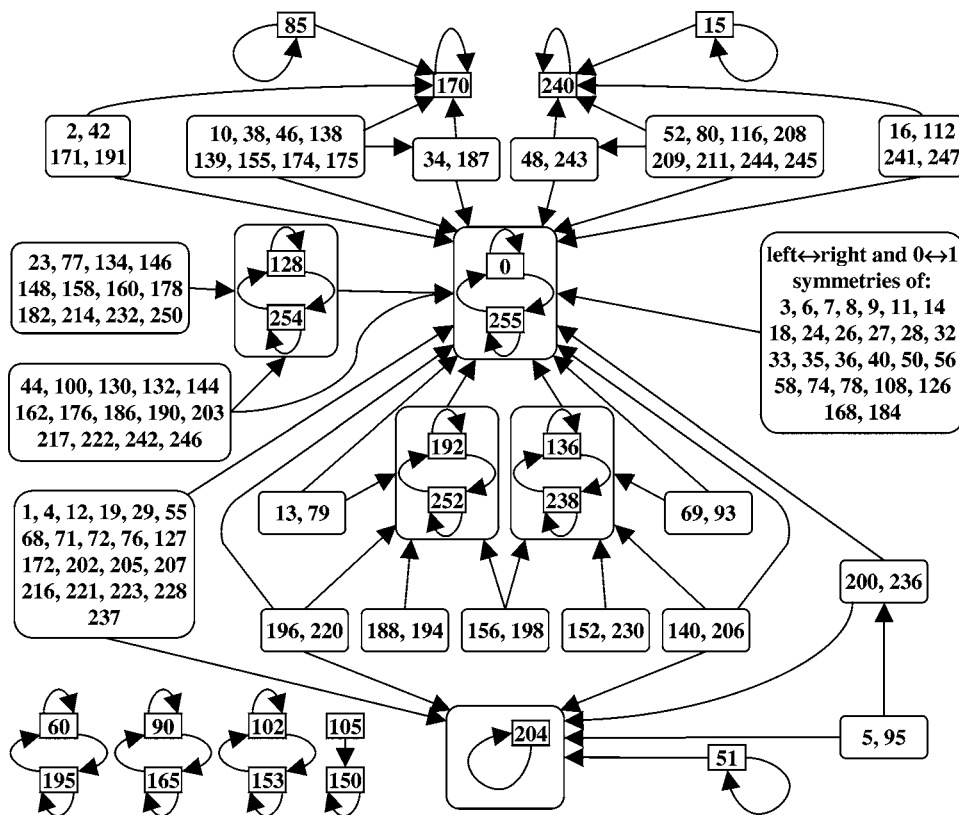 85
15
170
240
2, 42
171, 191
10, 38, 46, 138
139, 155, 174, 175
34, 187
48, 243
52, 80, 116, 208
209, 211, 244, 245
16, 112
241, 247
23, 77, 134, 146
148, 158, 160, 178
182, 214, 232, 250
128
254
0
255
left↔right and 0↔1
symmetries of:
3, 6, 7, 8, 9, 11, 14
18, 24, 26, 27, 28, 32
33, 35, 36, 40, 50, 56
58, 74, 78, 108, 126
168, 184
44, 100, 130, 132, 144
162, 176, 186, 190, 203
217, 222, 242, 246
192
252
136
238
13, 79
69, 93
1, 4, 12, 19, 29, 55
68, 71, 72, 76, 127
172, 202, 205, 207
216, 221, 223, 228
237
200, 236
196, 220
188, 194
156, 198
152, 230
140, 206
60
195
90
165
102
153
105
150
204
51
5, 95